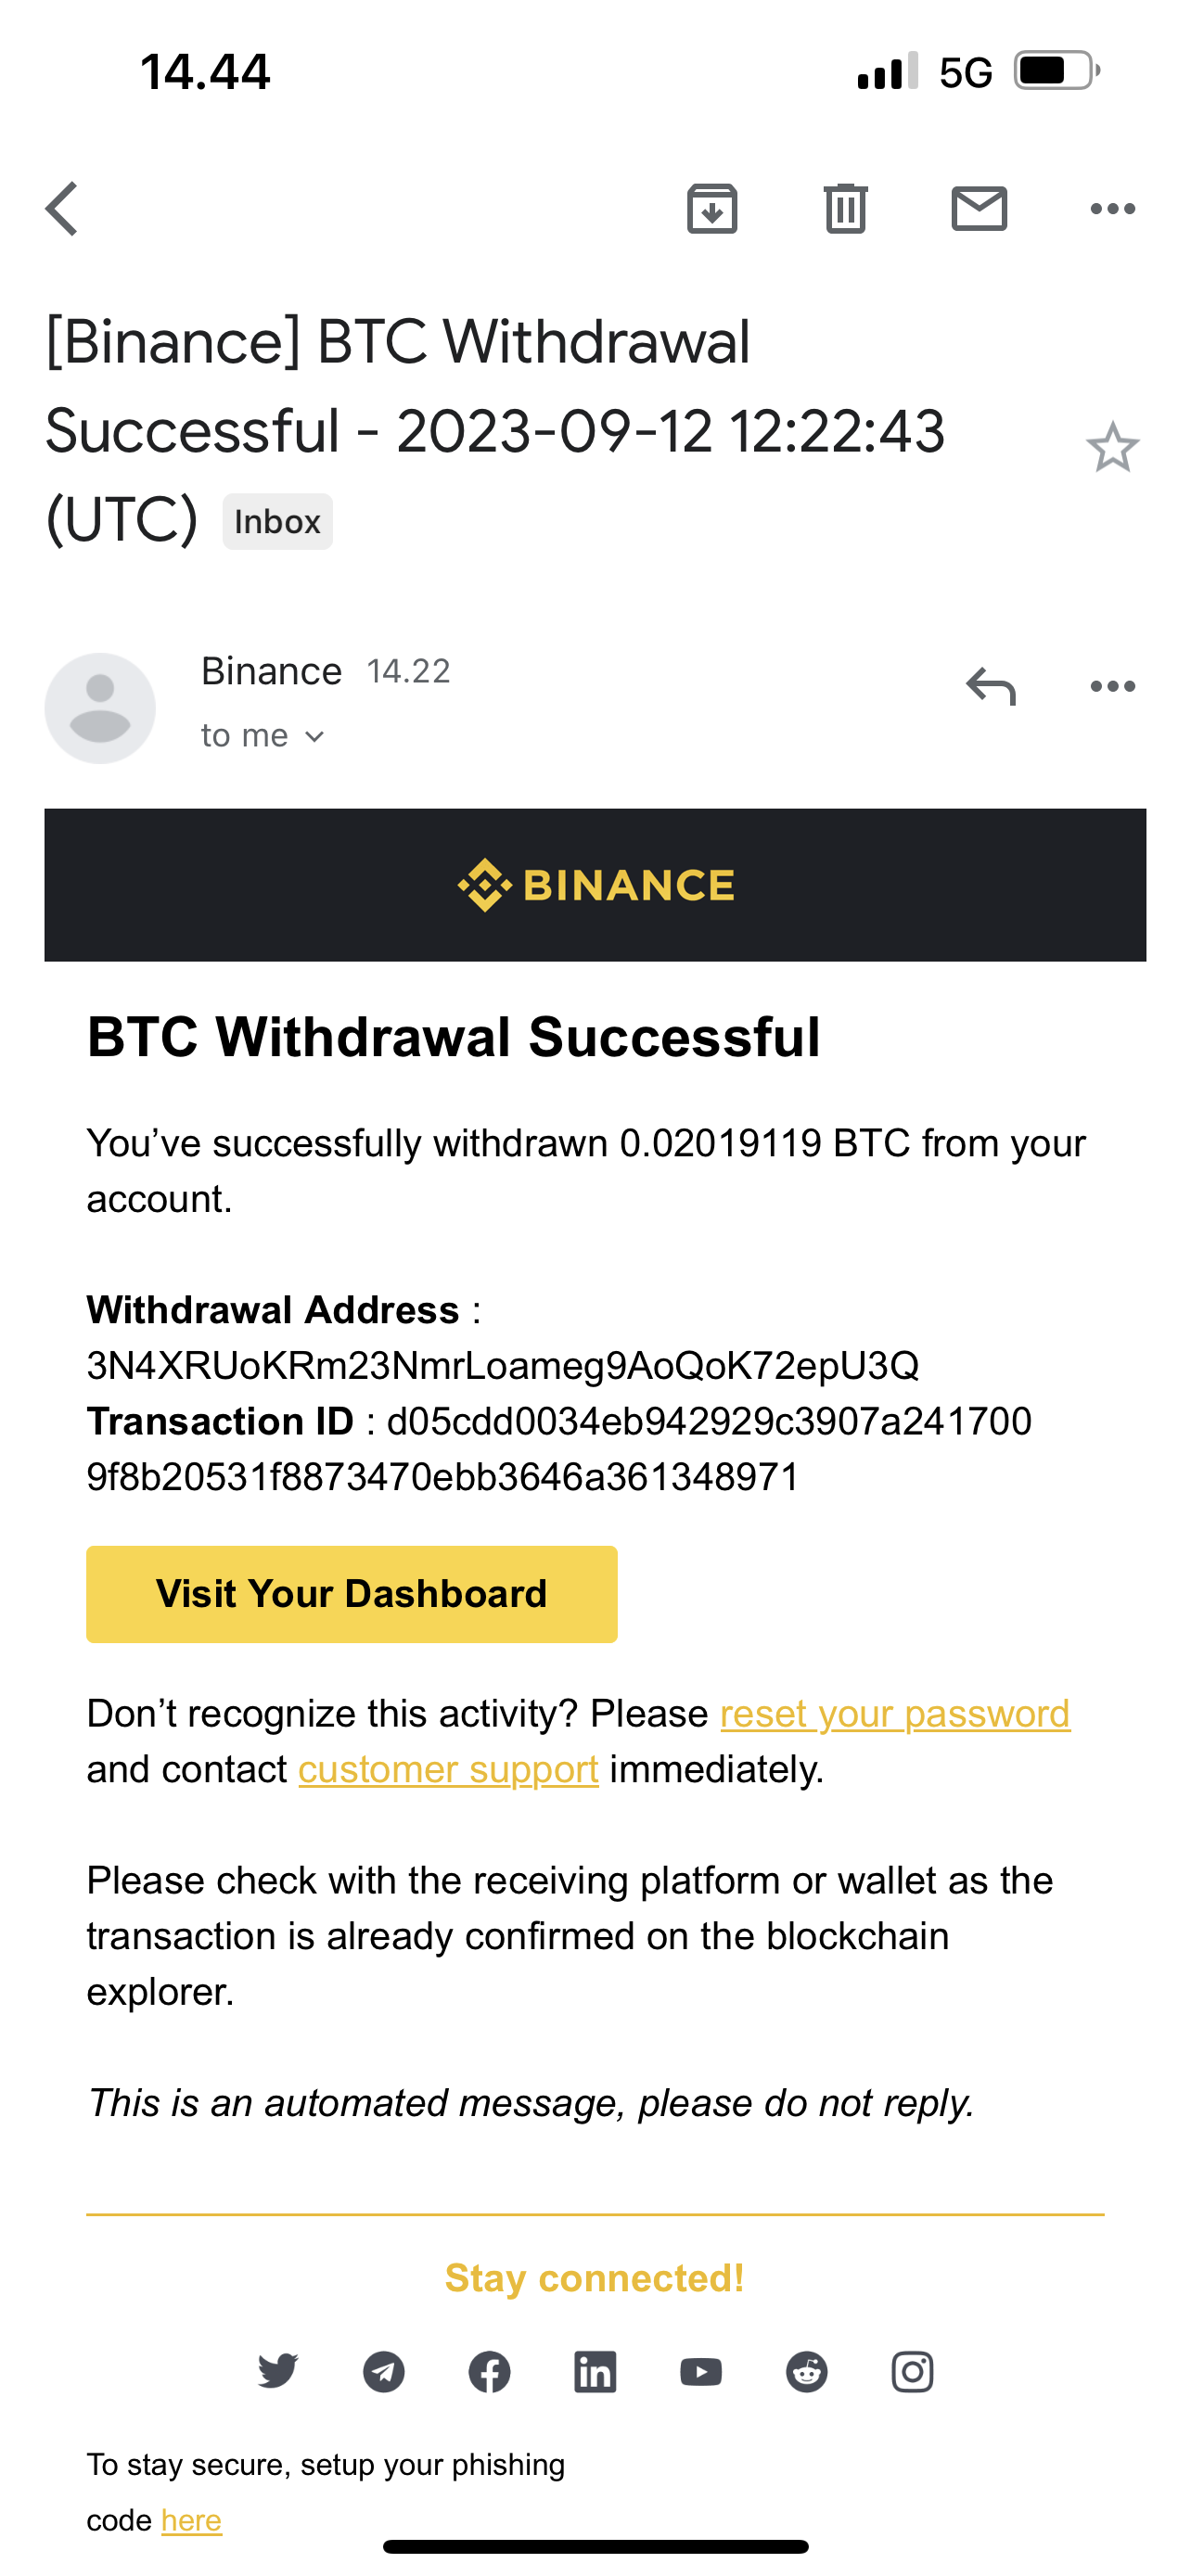 14.44
5G
[Binance] BTC Withdrawal
Successful - 2023-09-12 12:22:43
(UTC) Inbox
Binance 14.22
to me
BINANCE
BTC Withdrawal Successful
You’ve successfully withdrawn 0.02019119 BTC from your
account.
Withdrawal Address :
3N4XRUoKRm23NmrLoameg9AoQoK72epU3Q
Transaction ID : d05cdd0034eb942929c3907a241700
9f8b20531f8873470ebb3646a361348971
Visit Your Dashboard
Don’t recognize this activity? Please reset your password
and contact customer support immediately.
Please check with the receiving platform or wallet as the
transaction is already confirmed on the blockchain
explorer.
This is an automated message, please do not reply.
Stay connected!
To stay secure, setup your phishing
code here